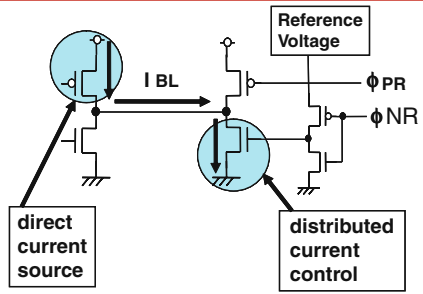 Reference
Voltage
I BL
ϕPR
ϕNR
direct
current
source
distributed
current
control